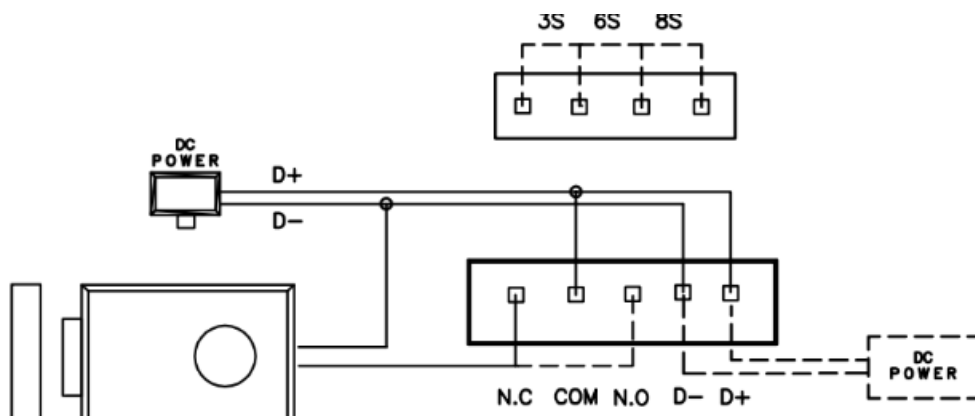 3S 6S 8S
DC
POWER
D+
D-
N.C COM N.O D- D+
DC
POWER